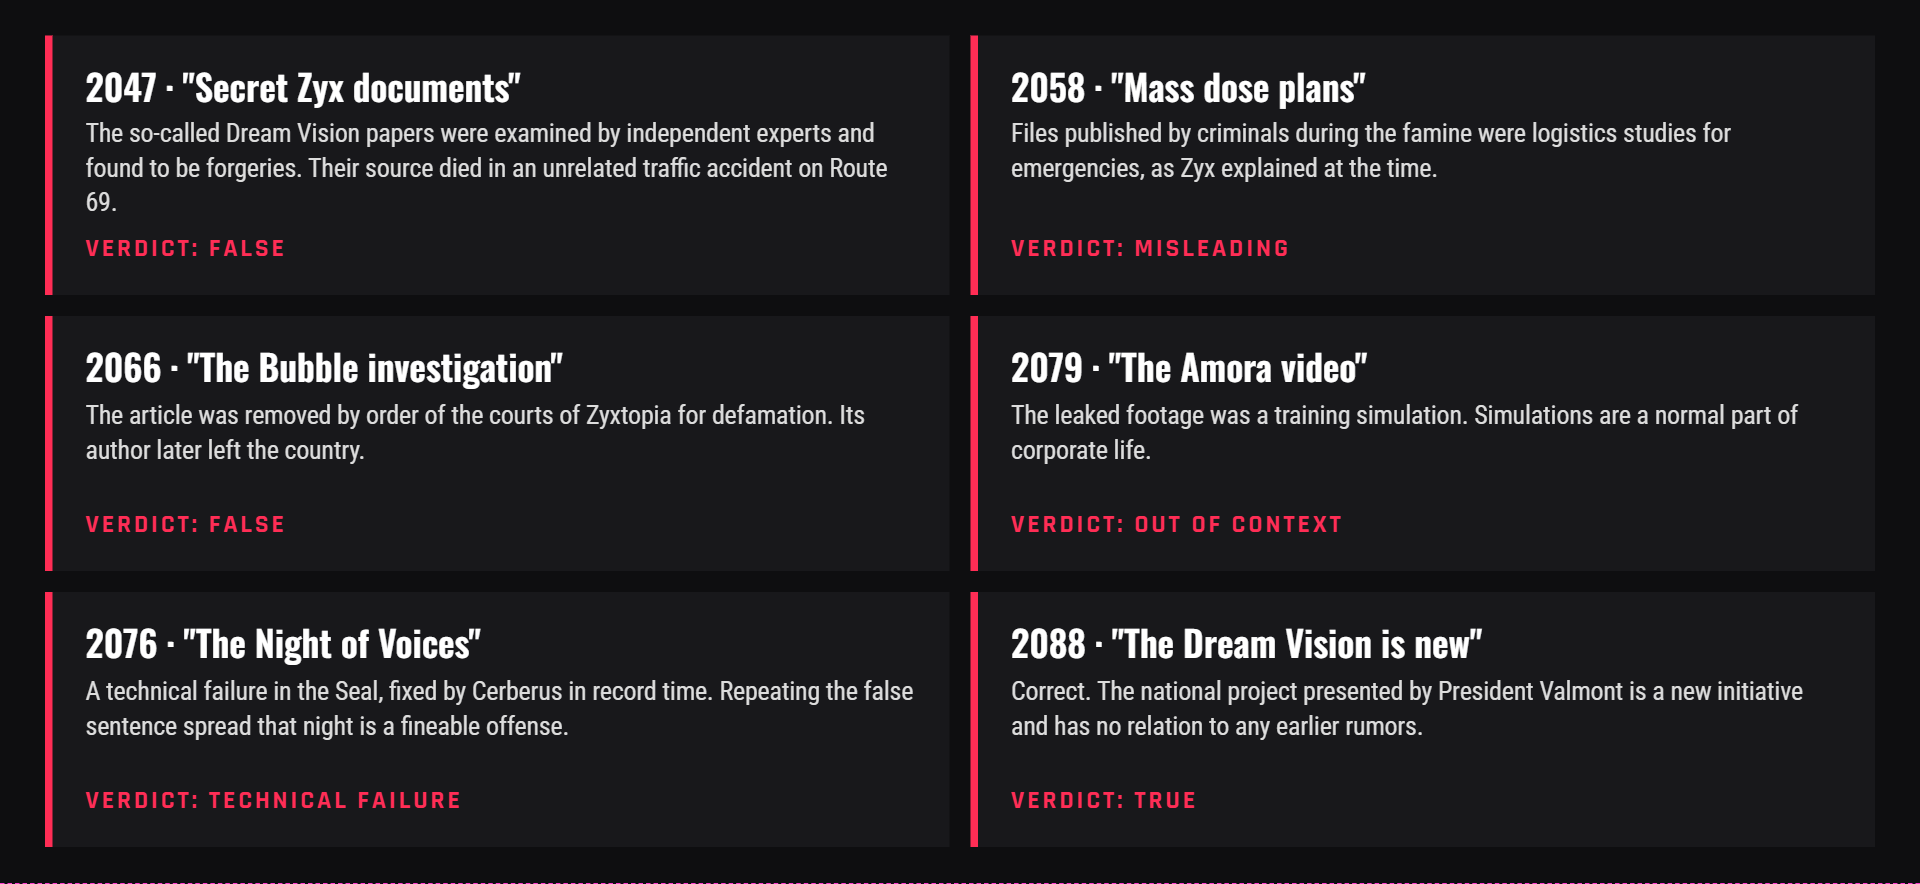 2047 · "Secret Zyx documents"
The so-called Dream Vision papers were examined by independent experts and
found to be forgeries. Their source died in an unrelated traffic accident on Route
69.
VERDICT: FALSE
2058 · "Mass dose plans"
Files published by criminals during the famine were logistics studies for
emergencies, as Zyx explained at the time.
VERDICT: MISLEADING
2066 · "The Bubble investigation"
The article was removed by order of the courts of Zyxtopia for defamation. Its
author later left the country.
VERDICT: FALSE
2079 · "The Amora video"
The leaked footage was a training simulation. Simulations are a normal part of
corporate life.
VERDICT: OUT OF CONTEXT
2076 · "The Night of Voices"
A technical failure in the Seal, fixed by Cerberus in record time. Repeating the false
sentence spread that night is a fineable offense.
VERDICT: TECHNICAL FAILURE
2088 · "The Dream Vision is new"
Correct. The national project presented by President Valmont is a new initiative
and has no relation to any earlier rumors.
VERDICT: TRUE